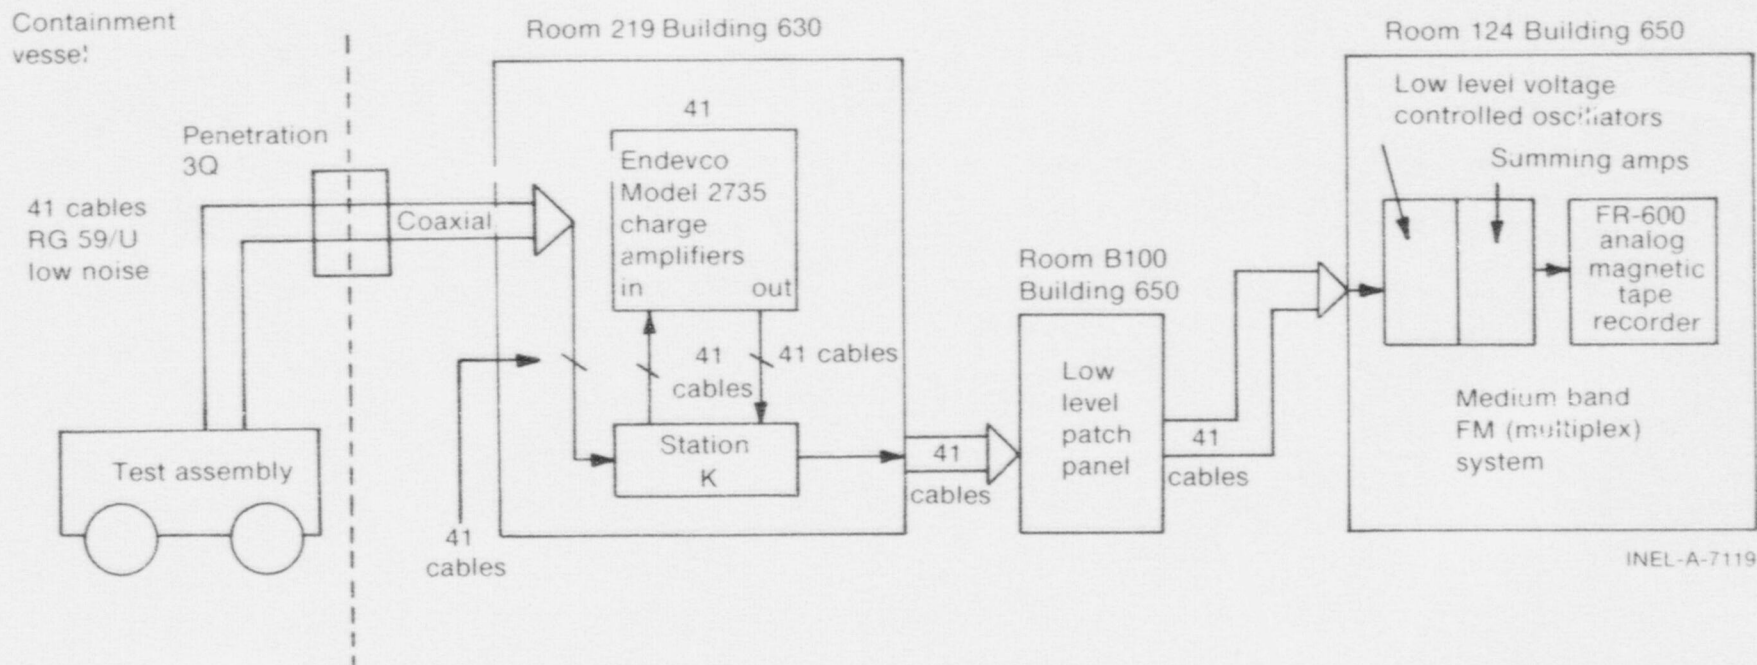 Containment
vessel
Penetration
3Q
41 cables
RG 59/U
low noise
Coaxial
Test assembly
Room 219 Building 630
41
Endevco
Model 2735
charge
amplifiers
in out
41
cables
41 cables
Station
K
41
cables
41
cables
Room B100
Building 650
Low
level
patch
panel
41
cables
Room 124 Building 650
Low level voltage
controlled oscillators
Summing amps
FR-600
analog
magnetic
tape
recorder
Medium band
FM (multiplex)
system
INEL-A-7119